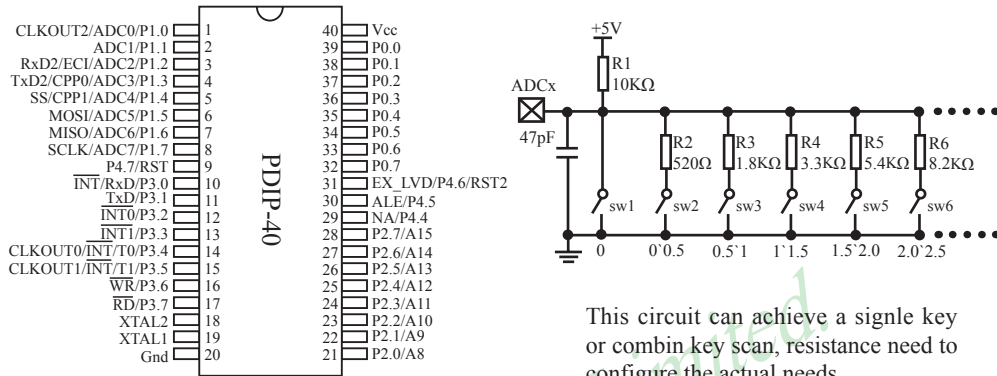 CLKOUT2/ADC0/P1.0 1 40 Vcc
ADC1/P1.1 2 39 P0.0
RxD2/ECI/ADC2/P1.2 3 38 P0.1
TxD2/CPP0/ADC3/P1.3 4 37 P0.2
SS/CPP1/ADC4/P1.4 5 36 P0.3
MOSI/ADC6/P1.5 6 35 P0.4
MISO/ADC6/P1.6 7 34 P0.5
SCLK/ADC7/P1.7 8 33 P0.6
P4.7/RST 9 32 P0.7
INT/RxD/P3.0 10 31 EX_LVD/P4.6/RST2
TxD/P3.1 11 30 ALE/P4.5
INT0/P3.2 12 29 NA/P4.4
INT1/P3.3 13 28 P2.7/A15
CLKOUT0/INT/T0/P3.4 14 27 P2.6/A14
CLKOUT1/INT/T1/P3.5 15 26 P2.5/A13
WR/P3.6 16 25 P2.4/A12
RD/P3.7 17 24 P2.3/A11
XTAL2 18 23 P2.2/A10
XTAL1 19 22 P2.1/A9
Gnd 20 21 P2.0/A8
PDIP-40
+5V
R1
10KΩ
ADCx
47pF
R2 R3 R4 R5 R6
520Ω 1.8KΩ 3.3KΩ 5.4KΩ 8.2KΩ
sw1 sw2 sw3 sw4 sw5 sw6
0 0`0.5 0.5`1 1`1.5 1.5`2.0 2.0`2.5
This circuit can achieve a signle key
or combin key scan, resistance need to
configure the actual needs